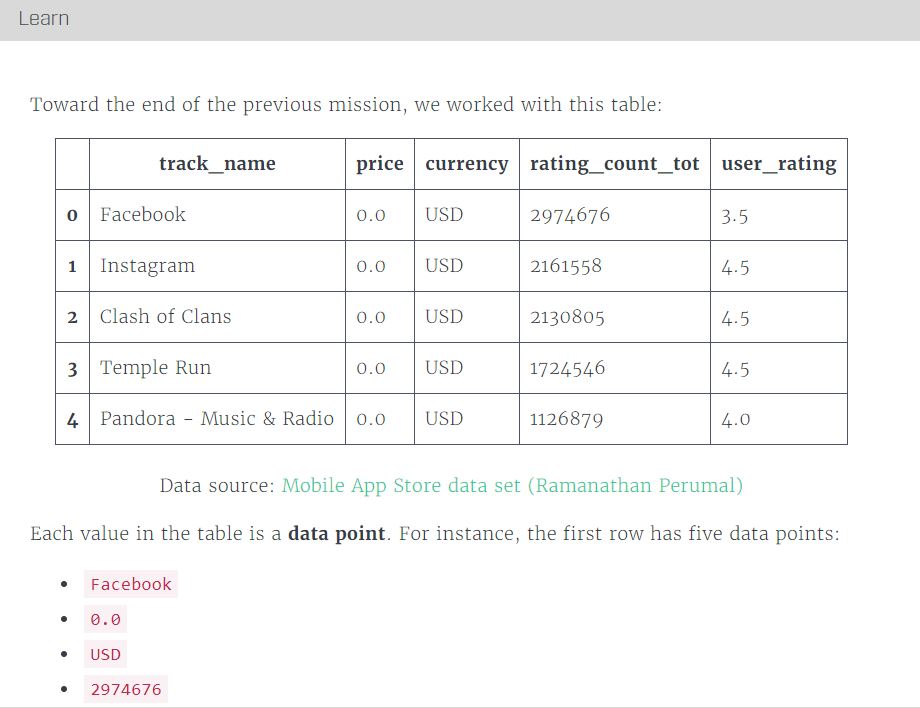 Learn
Toward the end of the previous mission, we worked with this table:
track_name price currency rating_count_tot user_rating
0 Facebook 0.0 USD 2974676 3.5
1 Instagram 0.0 USD 2161558 4.5
2 Clash of Clans 0.0 USD 2130805 4.5
3 Temple Run 0.0 USD 1724546 4.5
4 Pandora - Music & Radio 0.0 USD 1126879 4.0
Data source: Mobile App Store data set (Ramanathan Perumal)
Each value in the table is a data point. For instance, the first row has five data points:
• Facebook
• 0.0
• USD
• 2974676